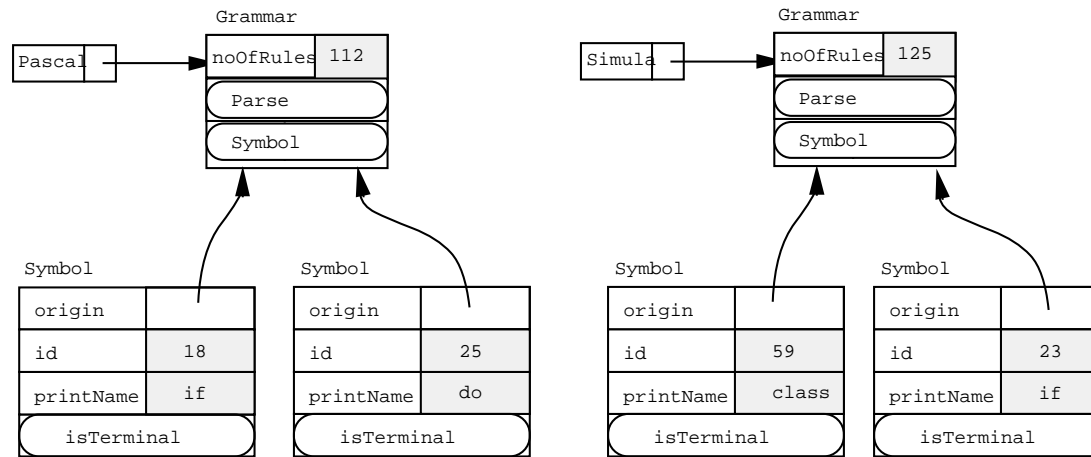 Grammar
Pascal
noOfRules 112
Parse
Symbol
Grammar
Simula
noOfRules 125
Parse
Symbol
Symbol
origin
id 18
printName if
isTerminal
Symbol
origin
id 25
printName do
isTerminal
Symbol
origin
id 59
printName class
isTerminal
Symbol
origin
id 23
printName if
isTerminal